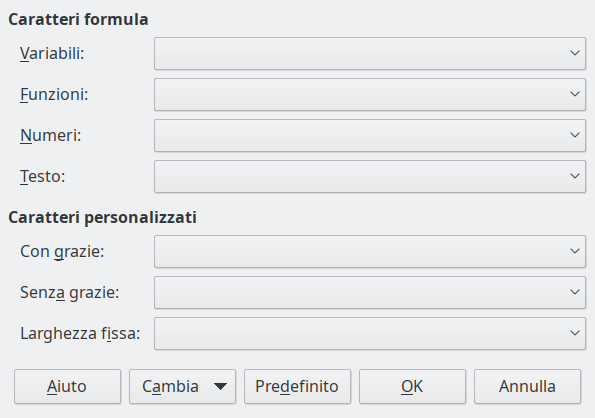 Caratteri formula
Variabili:
Funzioni:
Numeri:
Testo:
Caratteri personalizzati
Con grazie:
Senza grazie:
Larghezza fissa:
Aiuto Cambia Predefinito OK Annulla